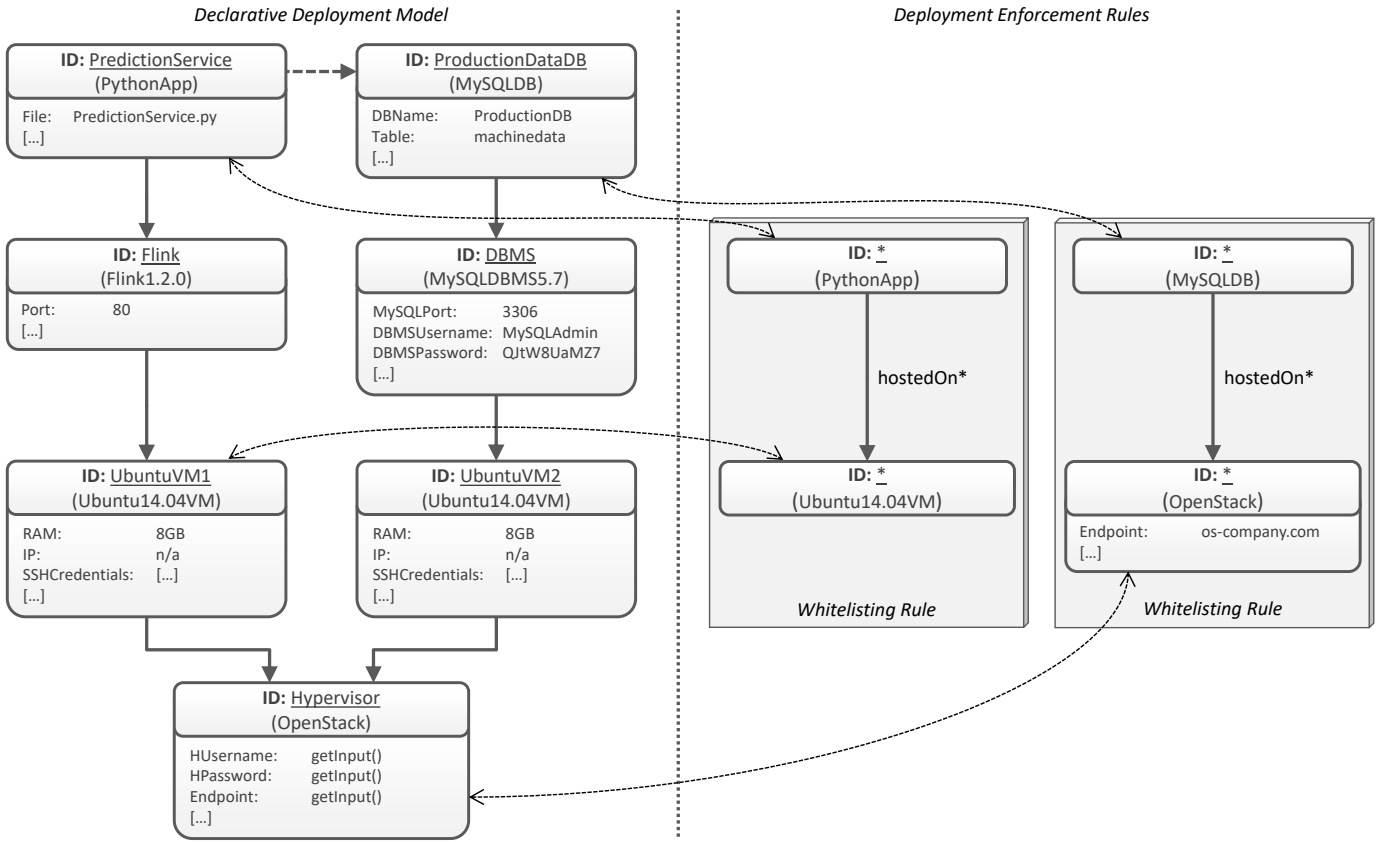 Declarative Deployment Model
Deployment Enforcement Rules
ID: PredictionService
(PythonApp)
File: PredictionService.py
[...]
ID: ProductionDataDB
(MySQLDB)
DBName: ProductionDB
Table: machinedata
[...]
ID: Flink
(Flink1.2.0)
Port: 80
[...]
ID: DBMS
(MySQLDBMS5.7)
MySQLPort: 3306
DBMSUsername: MySQLAdmin
DBMSPassword: QJtW8UaMZ7
[...]
ID: UbuntuVM1
(Ubuntu14.04VM)
RAM: 8GB
IP: n/a
SSHCredentials: [...]
[...]
ID: UbuntuVM2
(Ubuntu14.04VM)
RAM: 8GB
IP: n/a
SSHCredentials: [...]
[...]
ID: Hypervisor
(OpenStack)
HUsername: getInput()
HPassword: getInput()
Endpoint: getInput()
[...]
ID: *
(PythonApp)
hostedOn*
ID: *
(Ubuntu14.04VM)
Whitelisting Rule
ID: *
(MySQLDB)
hostedOn*
ID: *
(OpenStack)
Endpoint: os-company.com
[...]
Whitelisting Rule